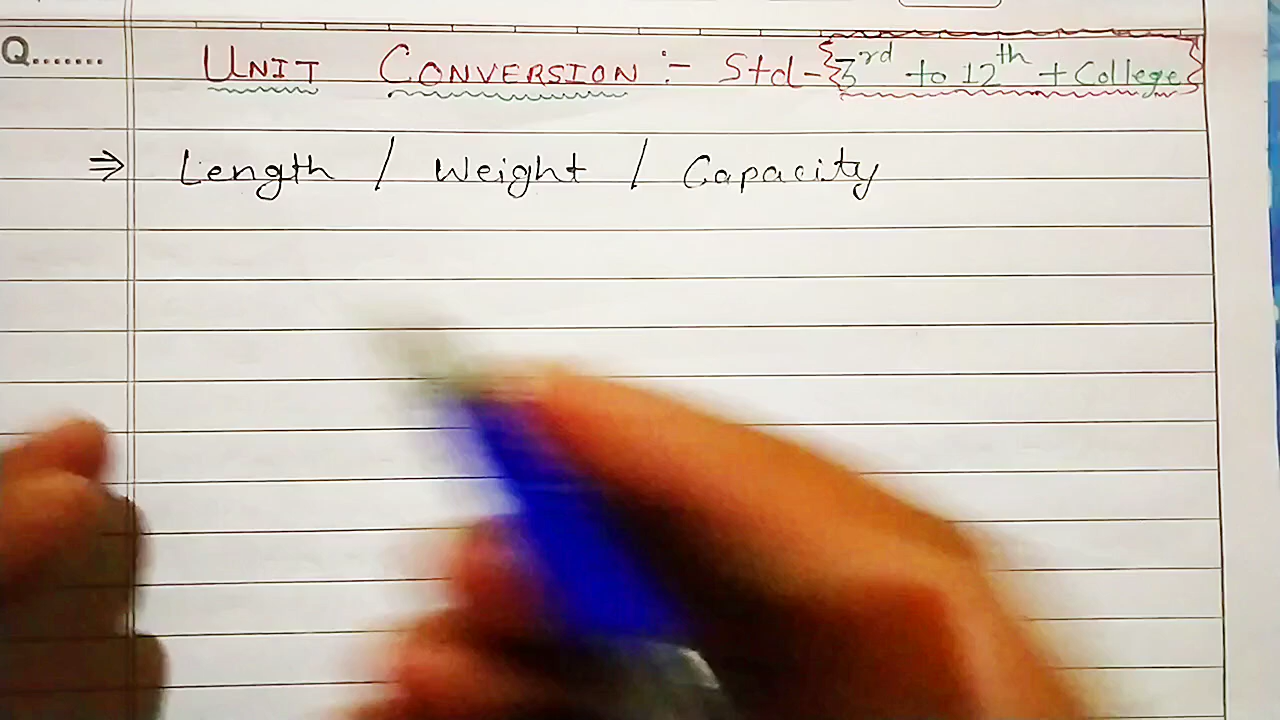 Q....... UNIT CONVERSION :- Std-{3rd to 12th + College}
⇒ Length / Weight / Capacity